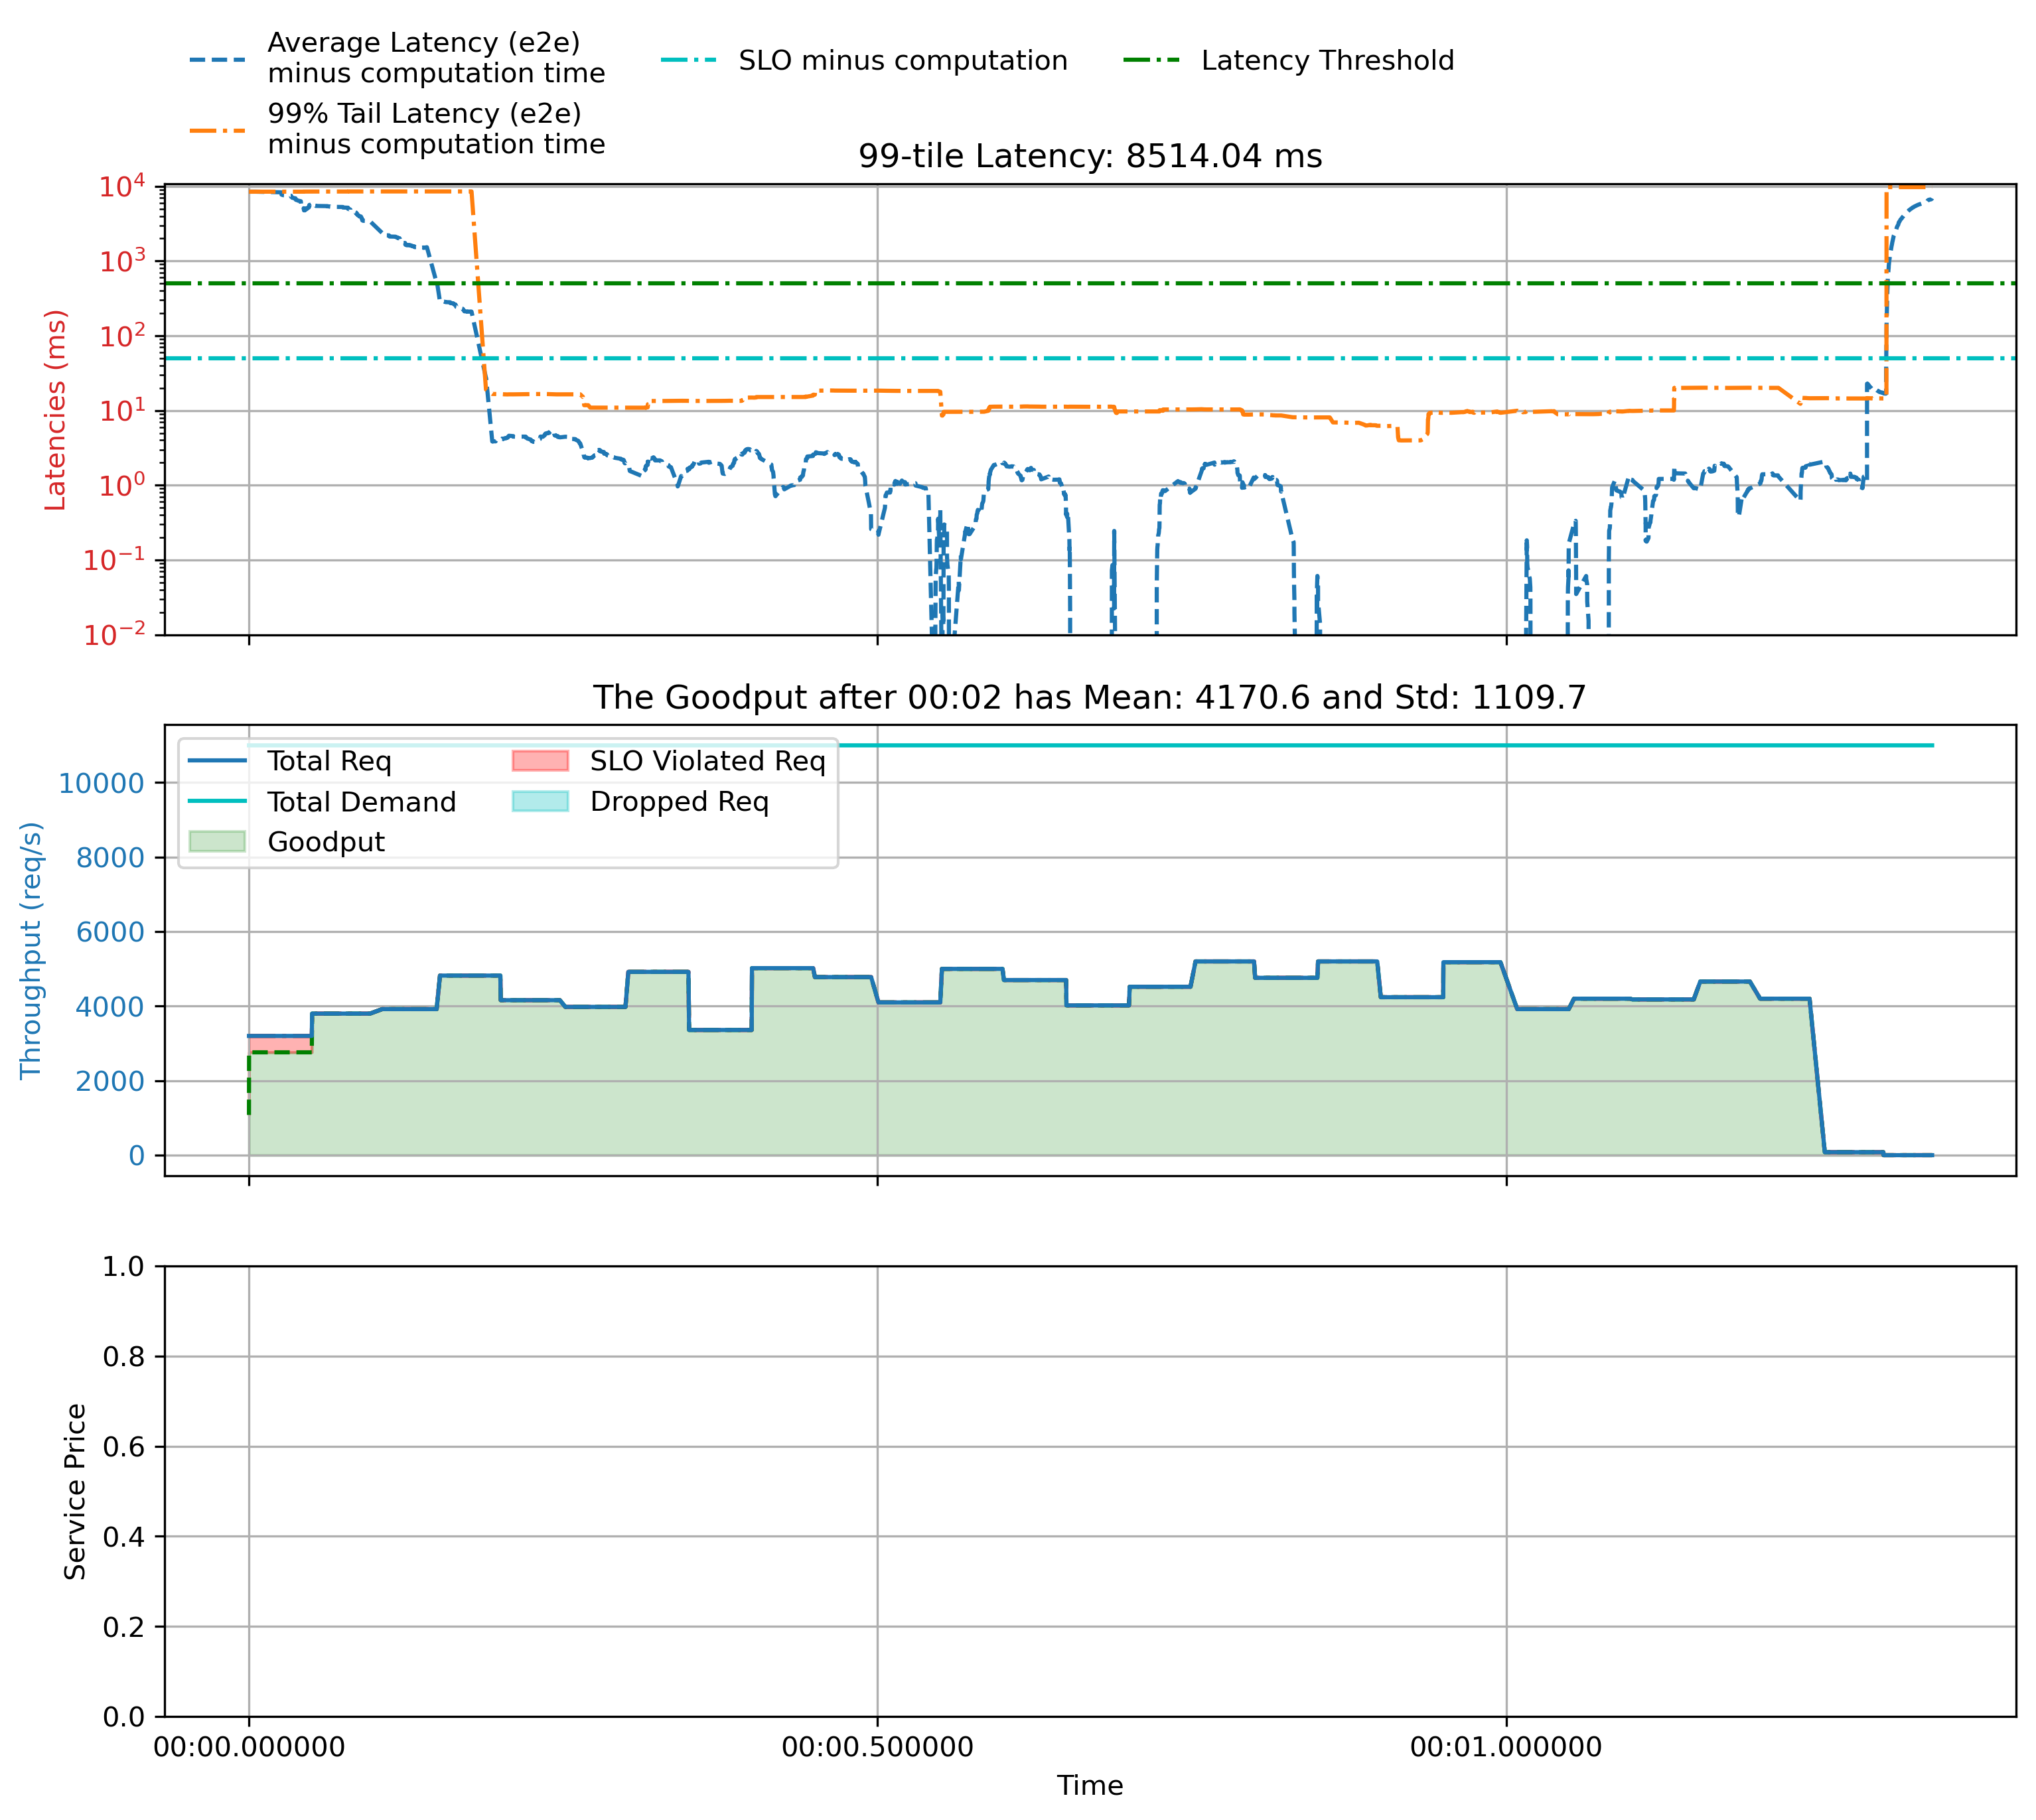 Average Latency (e2e)
minus computation time
99% Tail Latency (e2e)
minus computation time
SLO minus computation
Latency Threshold
99-tile Latency: 8514.04 ms
Latencies (ms)
10^4
10^3
10^2
10^1
10^0
10^−1
10^−2
The Goodput after 00:02 has Mean: 4170.6 and Std: 1109.7
Throughput (req/s)
Total Req
Total Demand
Goodput
SLO Violated Req
Dropped Req
10000
8000
6000
4000
2000
0
Service Price
1.0
0.8
0.6
0.4
0.2
0.0
00:00.000000
00:00.500000
00:01.000000
Time